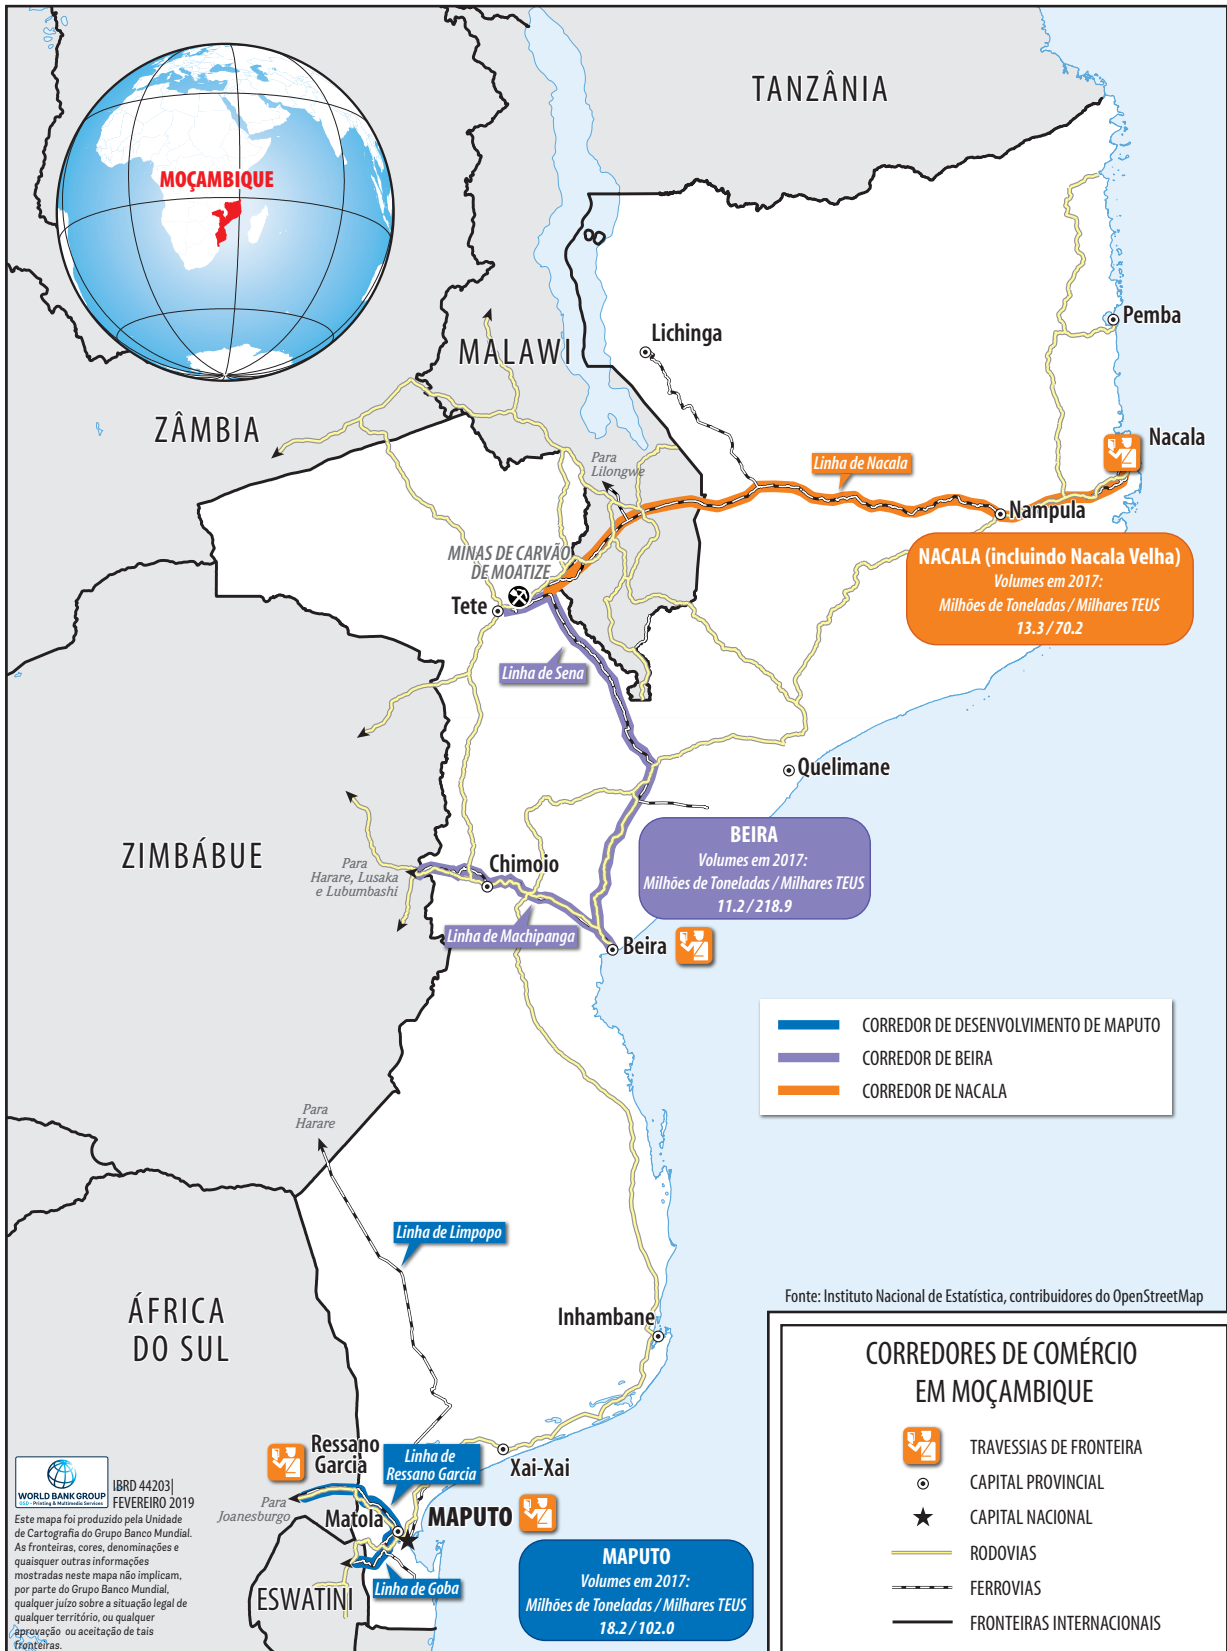 TANZÂNIA
MOÇAMBIQUE
Pemba
Lichinga
MALAWI
ZÂMBIA
Nacala
Para
Lilongwe
Linha de Nacala
Nampula
MINAS DE CARVÃO
DE MOATIZE
Tete
NACALA (incluindo Nacala Velha)
Volumes em 2017:
Milhões de Toneladas / Milhares TEUS
13.3 / 70.2
Linha de Sena
Quelimane
ZIMBÁBUE
Para
Harare, Lusaka
e Lubumbashi
Chimoio
BEIRA
Volumes em 2017:
Milhões de Toneladas / Milhares TEUS
11.2 / 218.9
Linha de Machipanga
Beira
CORREDOR DE DESENVOLVIMENTO DE MAPUTO
CORREDOR DE BEIRA
CORREDOR DE NACALA
Para
Harare
Linha de Limpopo
ÁFRICA
DO SUL
Inhambane
Fonte: Instituto Nacional de Estatística, contribuidores do OpenStreetMap
CORREDORES DE COMÉRCIO
EM MOÇAMBIQUE
TRAVESSIAS DE FRONTEIRA
CAPITAL PROVINCIAL
CAPITAL NACIONAL
RODOVIAS
FERROVIAS
FRONTEIRAS INTERNACIONAIS
Ressano
Garcia
Linha de
Ressano Garcia
Xai-Xai
Para
Joanesburgo
Matola
MAPUTO
MAPUTO
Volumes em 2017:
Milhões de Toneladas / Milhares TEUS
18.2 / 102.0
Linha de Goba
ESWATINI
WORLD BANK GROUP
GSD - Printing & Multimedia Services
IBRD 44203|
FEVEREIRO 2019
Este mapa foi produzido pela Unidade
de Cartografia do Grupo Banco Mundial.
As fronteiras, cores, denominações e
quaisquer outras informações
mostradas neste mapa não implicam,
por parte do Grupo Banco Mundial,
qualquer juízo sobre a situação legal de
qualquer território, ou qualquer
aprovação ou aceitação de tais
fronteiras.